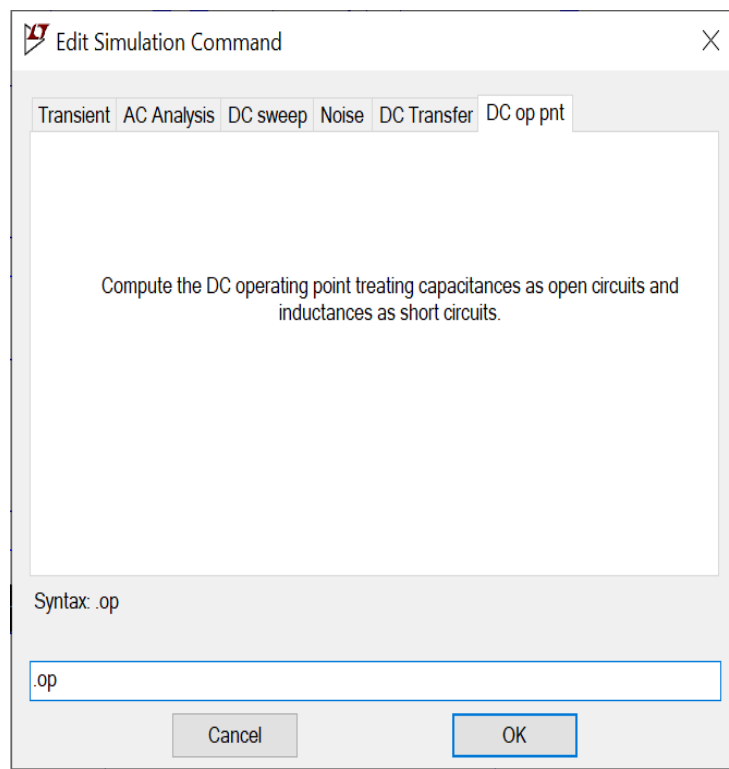 Edit Simulation Command
Transient AC Analysis DC sweep Noise DC Transfer DC op pnt
Compute the DC operating point treating capacitances as open circuits and
inductances as short circuits.
Syntax: .op
.op
Cancel OK